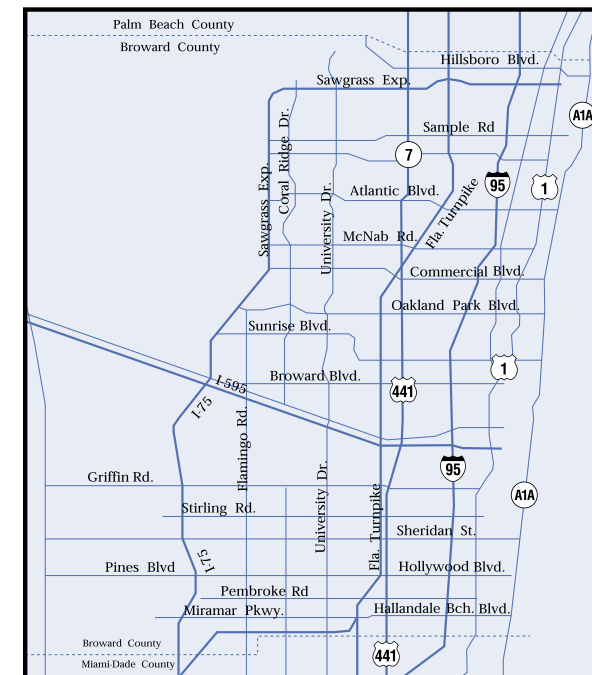 Palm Beach County
Broward County
Hillsboro Blvd.
Sawgrass Exp.
A1A
Coral Ridge Dr.
Sample Rd
7
Sawgrass Exp.
University Dr.
Atlantic Blvd.
Fla. Turnpike
95
1
McNab Rd.
Commercial Blvd.
Oakland Park Blvd.
Sunrise Blvd.
1
I-595
Broward Blvd.
441
I-75
Flamingo Rd.
95
Griffin Rd.
University Dr.
Fla. Turnpike
A1A
Stirling Rd.
Sheridan St.
I-75
Pines Blvd
Hollywood Blvd.
Pembroke Rd
Miramar Pkwy.
Hallandale Bch. Blvd.
Broward County
Miami-Dade County
441